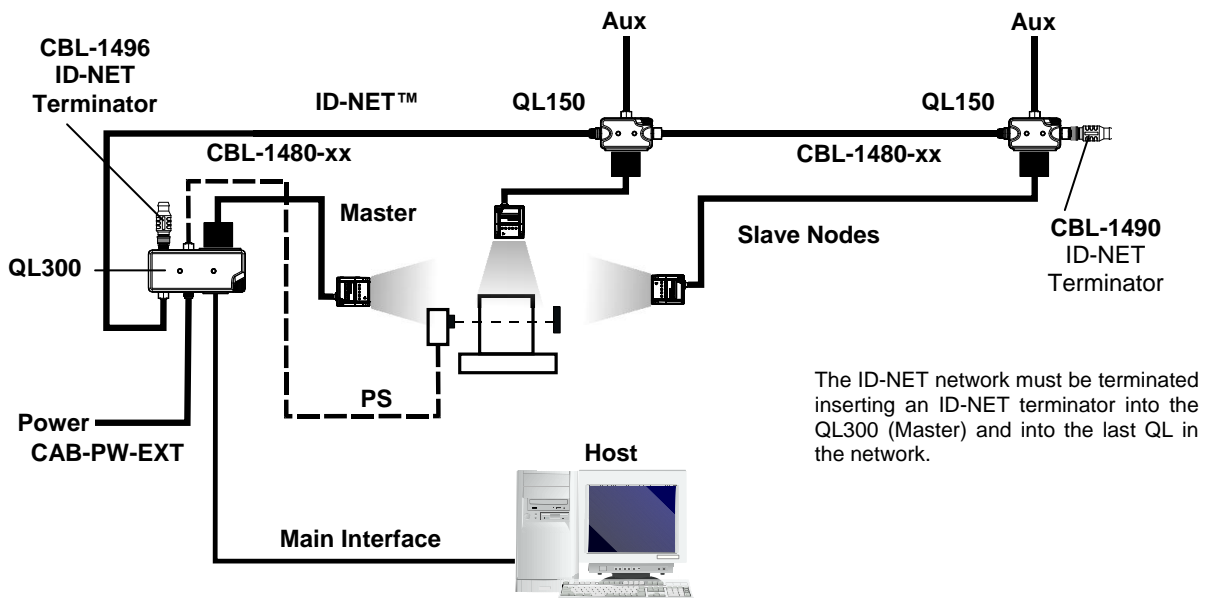 Aux
Aux
CBL-1496
ID-NET
Terminator
ID-NET™
QL150
QL150
CBL-1480-xx
CBL-1480-xx
Master
Slave Nodes
CBL-1490
ID-NET
Terminator
QL300
PS
Power
CAB-PW-EXT
The ID-NET network must be terminated
inserting an ID-NET terminator into the
QL300 (Master) and into the last QL in
the network.
Host
Main Interface